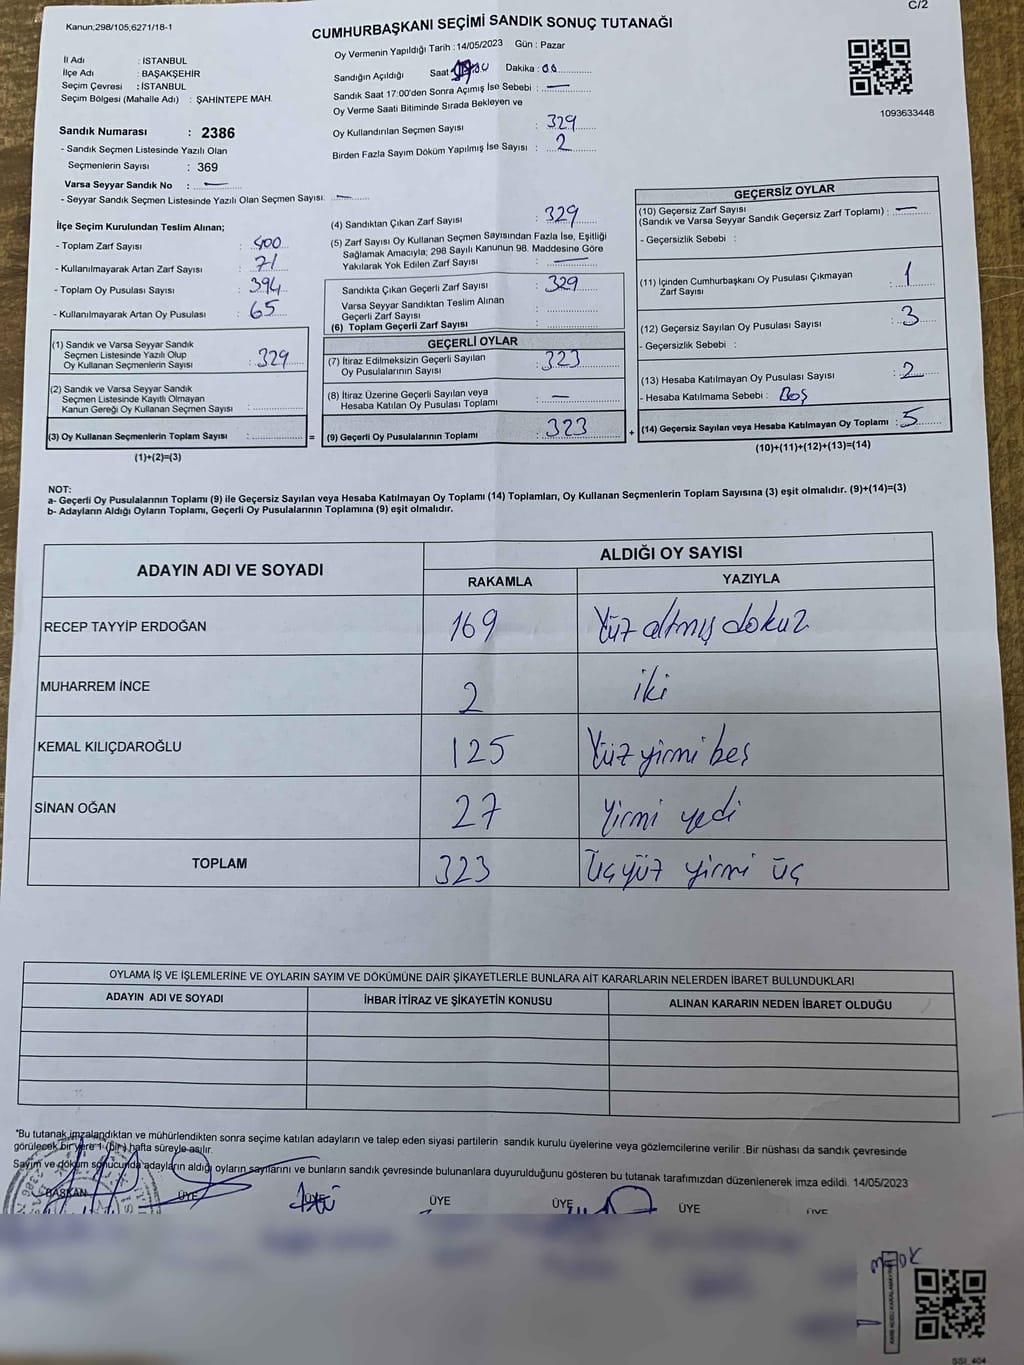 C/2
Kanun,298/105;6271/18-1
CUMHURBAŞKANI SEÇİMİ SANDIK SONUÇ TUTANAĞI
Oy Vermenin Yapıldığı Tarih : 14/05/2023 Gün : Pazar
İl Adı : İSTANBUL
İlçe Adı : BAŞAKŞEHİR
Seçim Çevresi : İSTANBUL
Seçim Bölgesi (Mahalle Adı) : ŞAHİNTEPE MAH.
Sandığın Açıldığı Saat Dakika : 00
Sandık Saat 17:00'den Sonra Açımış İse Sebebi : —
Oy Verme Saati Bitiminde Sırada Bekleyen ve
Oy Kullandırılan Seçmen Sayısı : 329
Birden Fazla Sayım Döküm Yapılmış İse Sayısı : 2
1093633448
Sandık Numarası : 2386
- Sandık Seçmen Listesinde Yazılı Olan
Seçmenlerin Sayısı : 369
Varsa Seyyar Sandık No : —
- Seyyar Sandık Seçmen Listesinde Yazılı Olan Seçmen Sayısı: —
İlçe Seçim Kurulundan Teslim Alınan;
- Toplam Zarf Sayısı : 400
- Kullanılmayarak Artan Zarf Sayısı : 71
- Toplam Oy Pusulası Sayısı : 394
- Kullanılmayarak Artan Oy Pusulası : 65
(1) Sandık ve Varsa Seyyar Sandık
Seçmen Listesinde Yazılı Olup
Oy Kullanan Seçmenlerin Sayısı : 329
(2) Sandık ve Varsa Seyyar Sandık
Seçmen Listesinde Kayıtlı Olmayan
Kanun Gereği Oy Kullanan Seçmen Sayısı :
(3) Oy Kullanan Seçmenlerin Toplam Sayısı :
(1)+(2)=(3)
(4) Sandıktan Çıkan Zarf Sayısı : 329
(5) Zarf Sayısı Oy Kullanan Seçmen Sayısından Fazla İse, Eşitliği
Sağlamak Amacıyla; 298 Sayılı Kanunun 98. Maddesine Göre
Yakılarak Yok Edilen Zarf Sayısı : —
Sandıkta Çıkan Geçerli Zarf Sayısı : 329
Varsa Seyyar Sandıktan Teslim Alınan
Geçerli Zarf Sayısı :
(6) Toplam Geçerli Zarf Sayısı :
GEÇERLİ OYLAR
(7) İtiraz Edilmeksizin Geçerli Sayılan
Oy Pusulalarının Sayısı : 323
(8) İtiraz Üzerine Geçerli Sayılan veya
Hesaba Katılan Oy Pusulası Toplamı : —
= (9) Geçerli Oy Pusulalarının Toplamı : 323
GEÇERSİZ OYLAR
(10) Geçersiz Zarf Sayısı
(Sandık ve Varsa Seyyar Sandık Geçersiz Zarf Toplamı) : —
- Geçersizlik Sebebi :
(11) İçinden Cumhurbaşkanı Oy Pusulası Çıkmayan
Zarf Sayısı : 1
(12) Geçersiz Sayılan Oy Pusulası Sayısı : 3
- Geçersizlik Sebebi :
(13) Hesaba Katılmayan Oy Pusulası Sayısı : 2
- Hesaba Katılmama Sebebi : Boş
+ (14) Geçersiz Sayılan veya Hesaba Katılmayan Oy Toplamı : 5
(10)+(11)+(12)+(13)=(14)
NOT:
a- Geçerli Oy Pusulalarının Toplamı (9) ile Geçersiz Sayılan veya Hesaba Katılmayan Oy Toplamı (14) Toplamları, Oy Kullanan Seçmenlerin Toplam Sayısına (3) eşit olmalıdır. (9)+(14)=(3)
b- Adayların Aldığı Oyların Toplamı, Geçerli Oy Pusulalarının Toplamına (9) eşit olmalıdır.
ADAYIN ADI VE SOYADI ALDIĞI OY SAYISI
RAKAMLA YAZIYLA
RECEP TAYYİP ERDOĞAN 169 Yüz altmış dokuz
MUHARREM İNCE 2 iki
KEMAL KILIÇDAROĞLU 125 Yüz yirmi beş
SİNAN OĞAN 27 Yirmi yedi
TOPLAM 323 Üçyüz yirmi üç
OYLAMA İŞ VE İŞLEMLERİNE VE OYLARIN SAYIM VE DÖKÜMÜNE DAİR ŞİKAYETLERLE BUNLARA AİT KARARLARIN NELERDEN İBARET BULUNDUKLARI
ADAYIN ADI VE SOYADI İHBAR İTİRAZ VE ŞİKAYETİN KONUSU ALINAN KARARIN NEDEN İBARET OLDUĞU
*Bu tutanak imzalandıktan ve mühürlendikten sonra seçime katılan adayların ve talep eden siyasi partilerin sandık kurulu üyelerine veya gözlemcilerine verilir .Bir nüshası da sandık çevresinde
görülecek bir yere 1 (bir) hafta süreyle asılır.
Sayım ve döküm sonucunda adayların aldığı oyların sayılarını ve bunların sandık çevresinde bulunanlara duyurulduğunu gösteren bu tutanak tarafımızdan düzenlenerek imza edildi. 14/05/2023
BAŞKAN ÜYE ÜYE ÜYE ÜYE ÜYE ÜYE
SSI_404